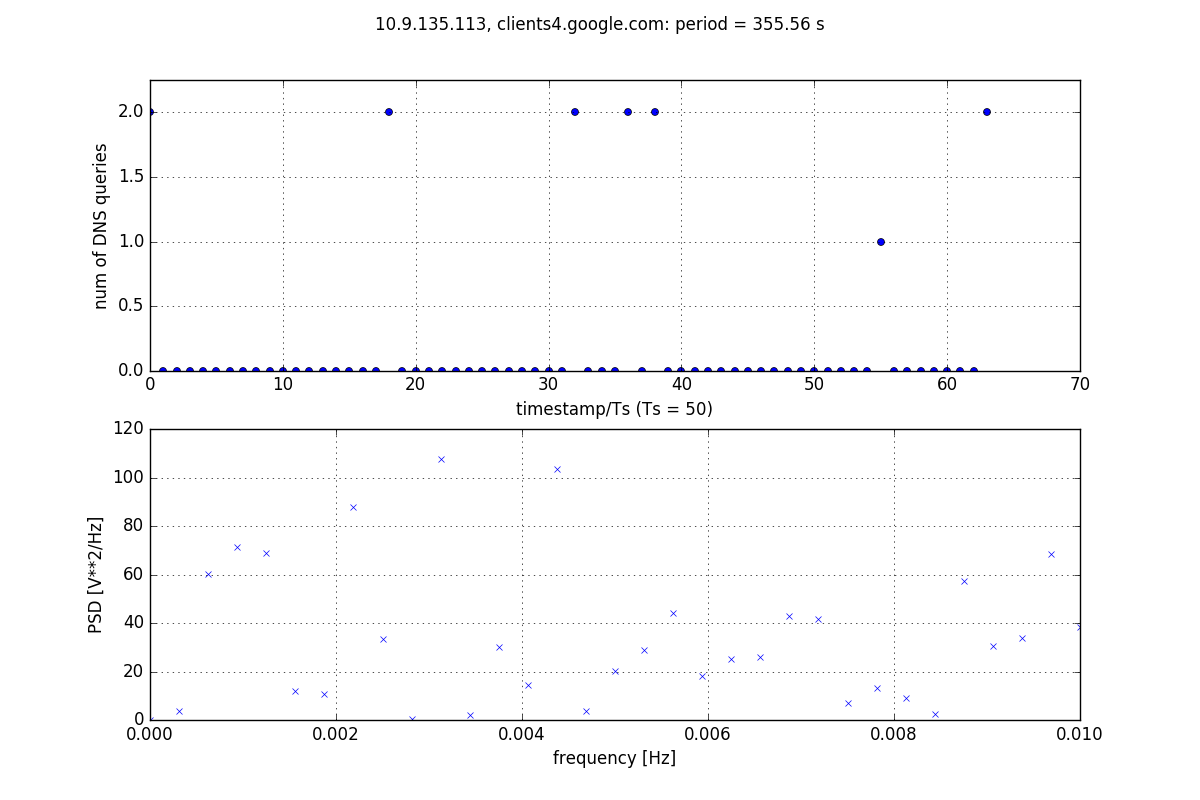 10.9.135.113, clients4.google.com: period = 355.56 s
2.0
1.5
1.0
0.5
0.0
num of DNS queries
0 10 20 30 40 50 60 70
timestamp/Ts (Ts = 50)
120
100
80
60
40
20
0
PSD [V**2/Hz]
0.000 0.002 0.004 0.006 0.008 0.010
frequency [Hz]